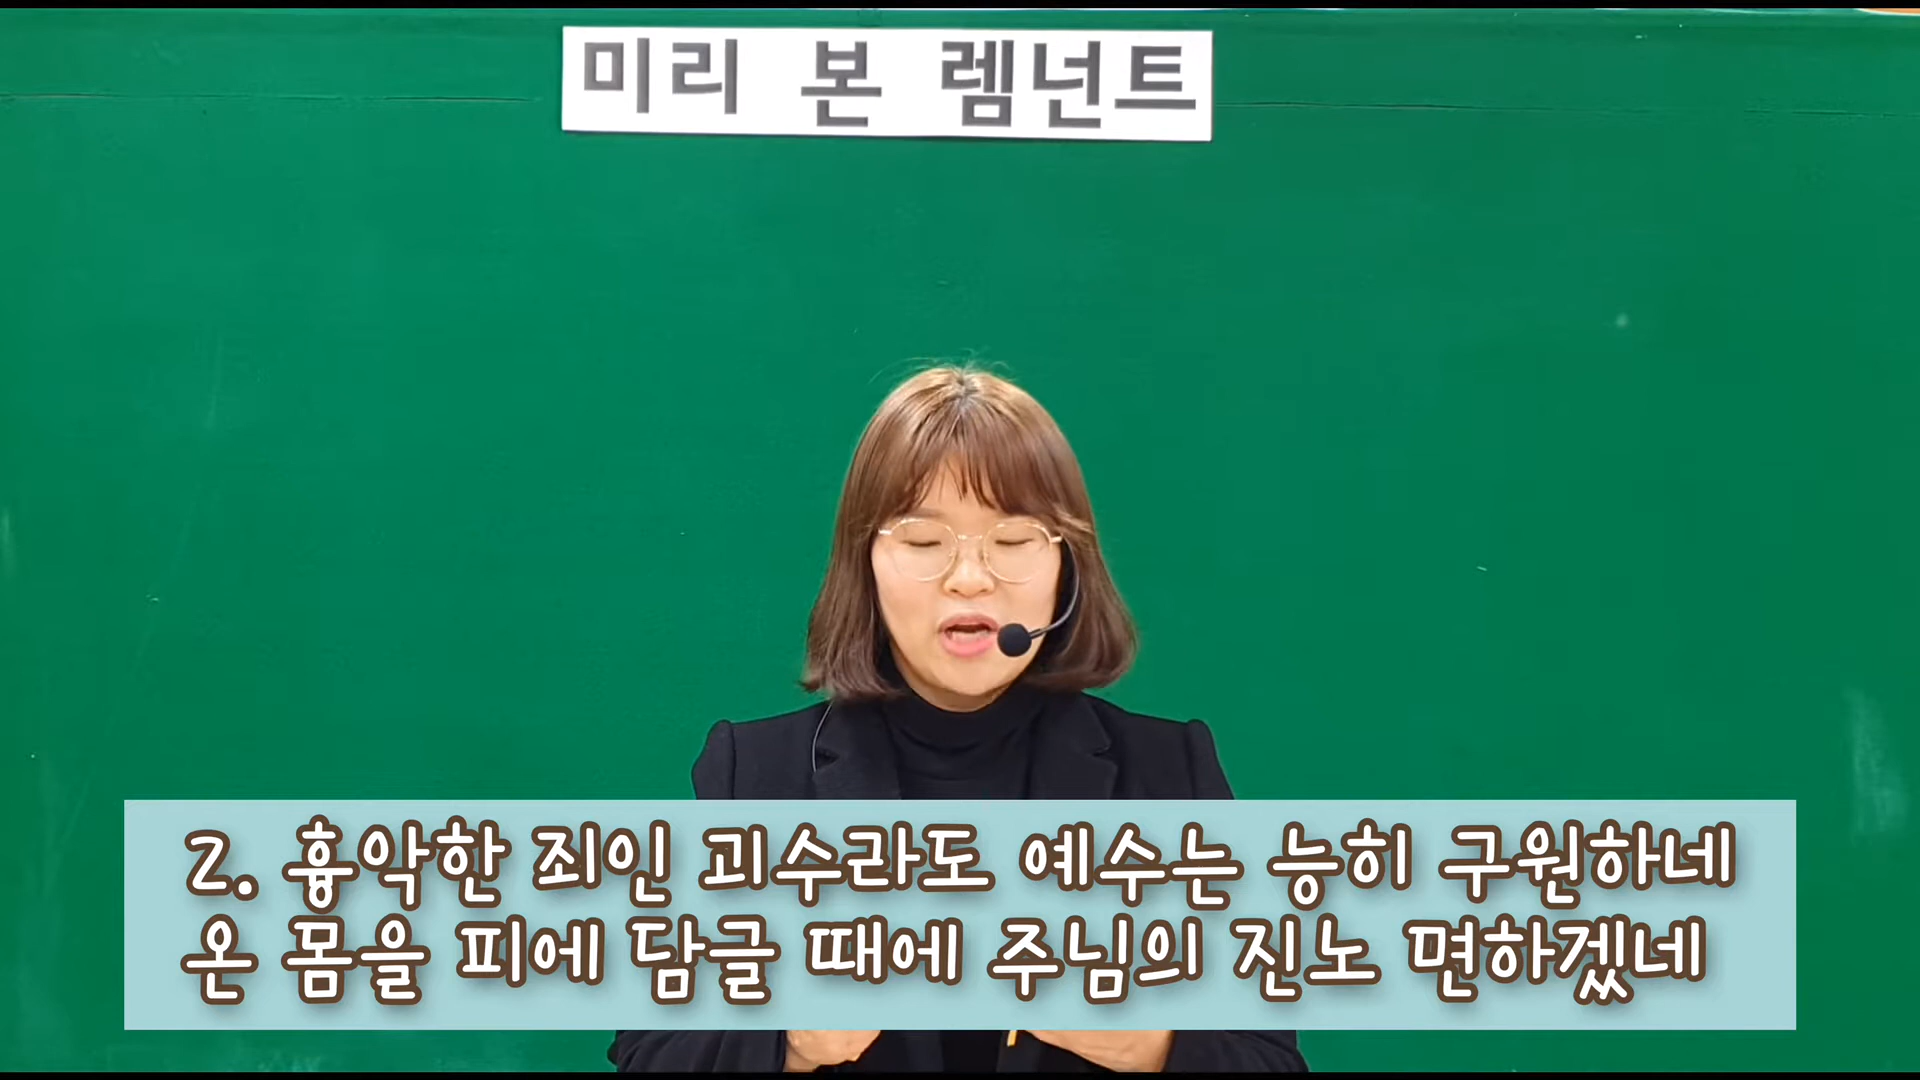 미리 본 렘넌트
2. 흉악한 죄인 괴수라도 예수는 능히 구원하네
온 몸을 피에 담글 때에 주님의 진노 면하겠네